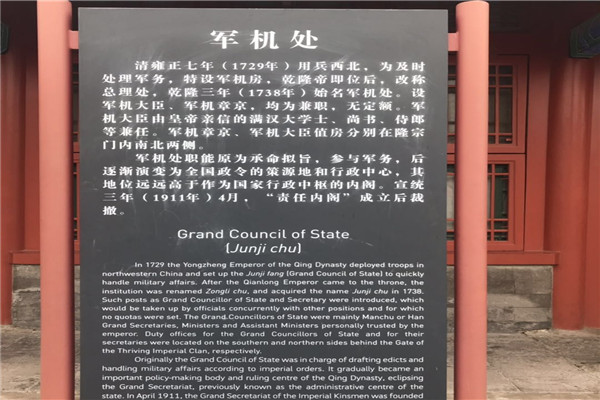 军机处
清雍正七年（1729年）用兵西北，为及时
处理军务，特设军机房，乾隆帝即位后，改称
总理处，乾隆三年（1738年）始名军机处。设
军机大臣、军机章京，均为兼职，无定额。军
机大臣由皇帝亲信的满汉大学士、尚书、侍郎
等兼任。军机章京、军机大臣值房分别在隆宗
门内南北两侧。
军机处职能原为承命拟旨，参与军务，后
逐渐演变为全国政令的策源地和行政中心，其
地位远远高于作为国家行政中枢的内阁。宣统
三年（1911年）4月，“责任内阁”成立后裁
撤。
Grand Council of State
(Junji chu)
In 1729 the Yongzheng Emperor of the Qing Dynasty deployed troops in
northwestern China and set up the Junji fang (Grand Council of State) to quickly
handle military affairs. After the Qianlong Emperor came to the throne, the
institution was renamed Zongli chu, and acquired the name Junji chu in 1738.
Such posts as Grand Councillor of State and Secretary were introduced, which
would be taken up by officials concurrently with other positions and for which
no quotas were set. The Grand Councillors of State were mainly Manchu or Han
Grand Secretaries, Ministers and Assistant Ministers personally trusted by the
emperor. Duty offices for the Grand Councillors of State and for their
secretaries were located on the southern and northern sides behind the Gate of
the Thriving Imperial Clan, respectively.
Originally the Grand Council of State was in charge of drafting edicts and
handling military affairs according to imperial orders. It gradually became an
important policy-making body and ruling centre of the Qing Dynasty, eclipsing
the Grand Secretariat, previously known as the administrative centre of the
state. In April 1911, the Grand Secretariat of the Imperial Kinsmen was founded